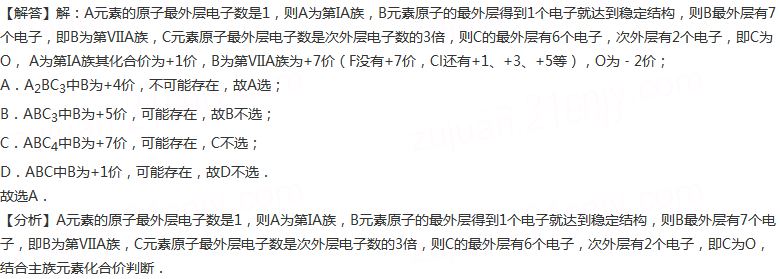 【解答】解：A元素的原子最外层电子数是1，则A为第IA族，B元素原子的最外层得到1个电子就达到稳定结构，则B最外层有7
个电子，即B为第VIIA族，C元素原子最外层电子数是次外层电子数的3倍，则C的最外层有6个电子，次外层有2个电子，即C为
O， A为第IA族其化合价为+1价，B为第VIIA族为+7价（F没有+7价，Cl还有+1、+3、+5等），O为﹣2价；
A．A₂BC₃中B为+4价，不可能存在，故A选；
B．ABC₃中B为+5价，可能存在，故B不选；
C．ABC₄中B为+7价，可能存在，C不选；
D．ABC中B为+1价，可能存在，故D不选．
故选A．
【分析】A元素的原子最外层电子数是1，则A为第IA族，B元素原子的最外层得到1个电子就达到稳定结构，则B最外层有7个电
子，即B为第VIIA族，C元素原子最外层电子数是次外层电子数的3倍，则C的最外层有6个电子，次外层有2个电子，即C为O，
结合主族元素化合价判断．